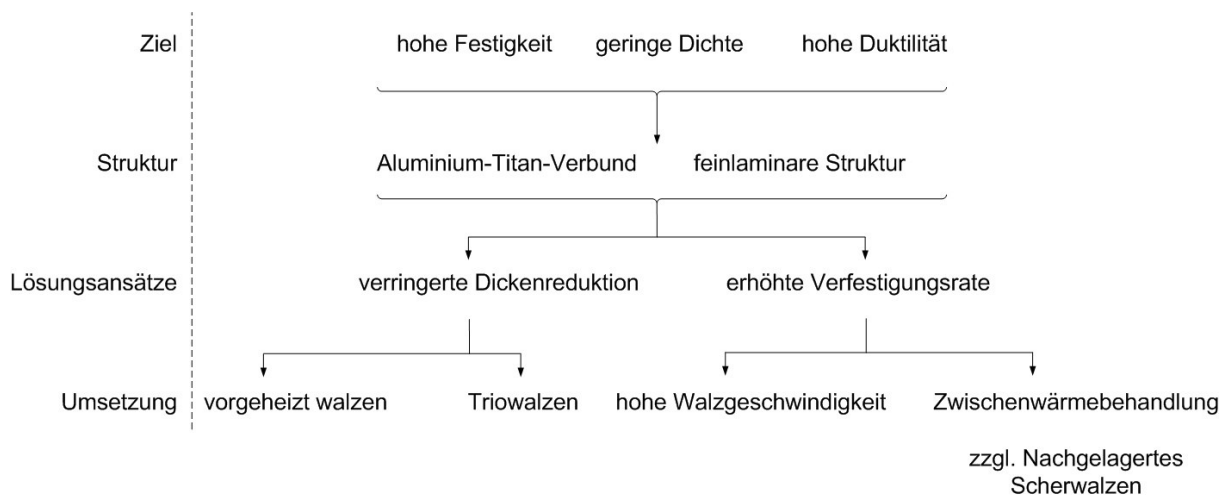 Ziel hohe Festigkeit geringe Dichte hohe Duktilität
Struktur Aluminium-Titan-Verbund feinlaminare Struktur
Lösungsansätze verringerte Dickenreduktion erhöhte Verfestigungsrate
Umsetzung vorgeheizt walzen Triowalzen hohe Walzgeschwindigkeit Zwischenwärmebehandlung
zzgl. Nachgelagertes
Scherwalzen